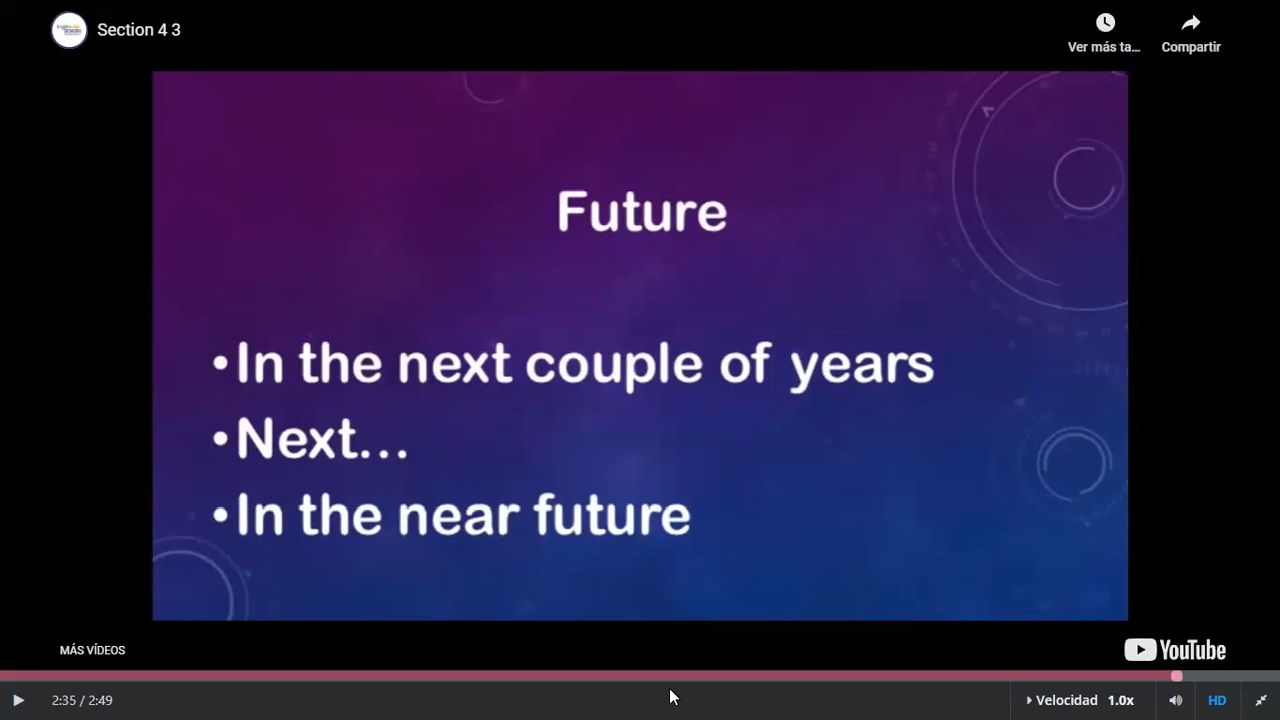 Section 4 3
Ver más ta...
Compartir
Future
•In the next couple of years
•Next...
•In the near future
MÁS VÍDEOS
YouTube
2:35 / 2:49
Velocidad 1.0x
HD